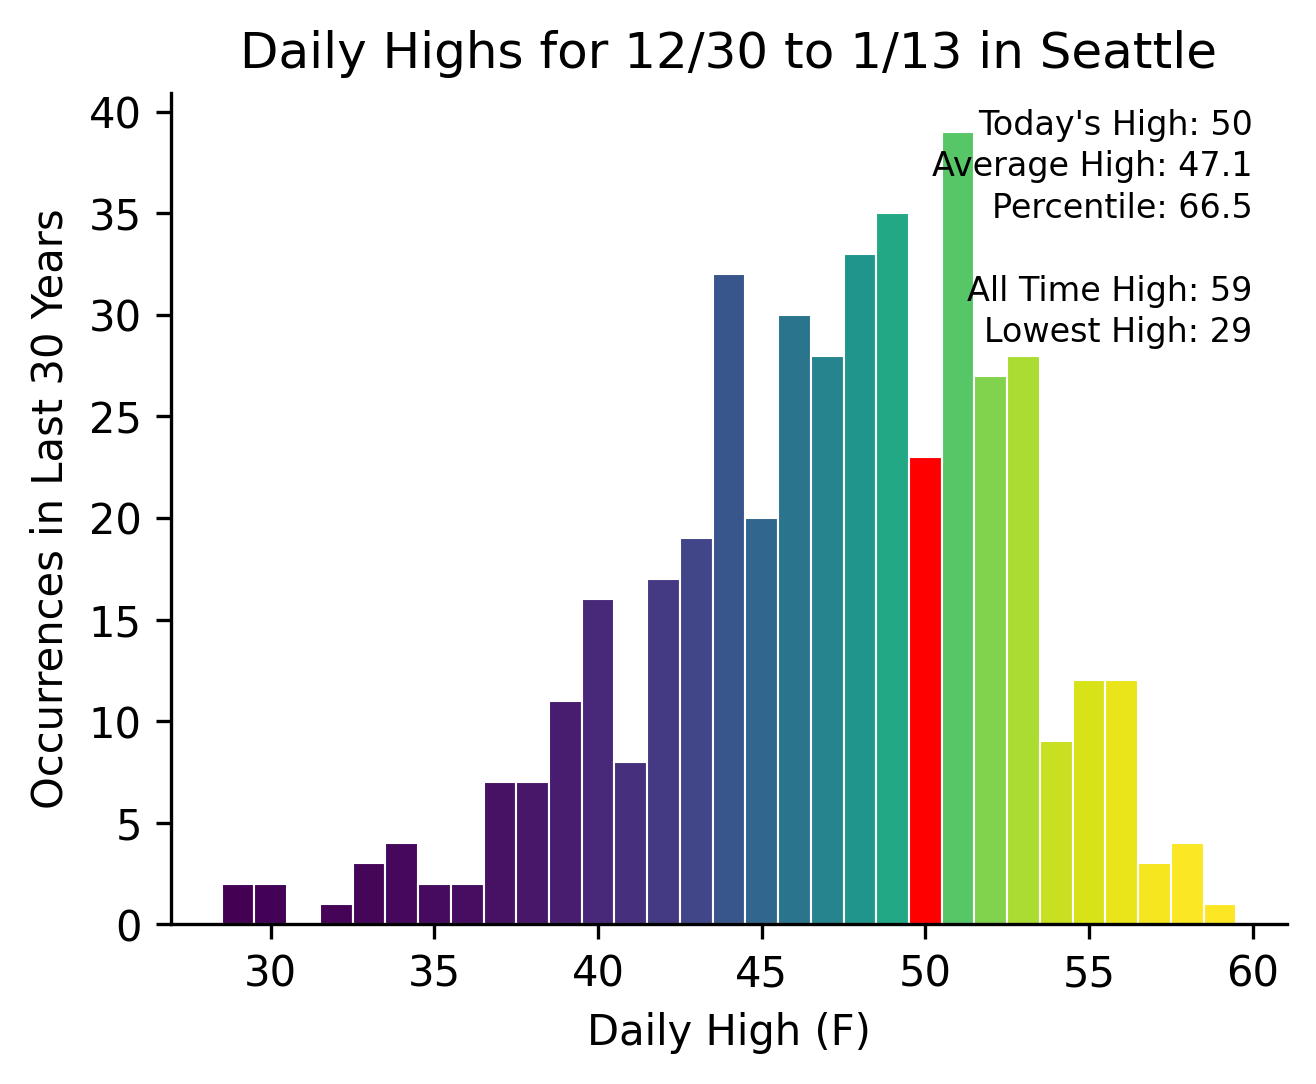 Daily Highs for 12/30 to 1/13 in Seattle
Today's High: 50
Average High: 47.1
Percentile: 66.5
All Time High: 59
Lowest High: 29
Occurrences in Last 30 Years
40
35
30
25
20
15
10
5
0
30 35 40 45 50 55 60
Daily High (F)